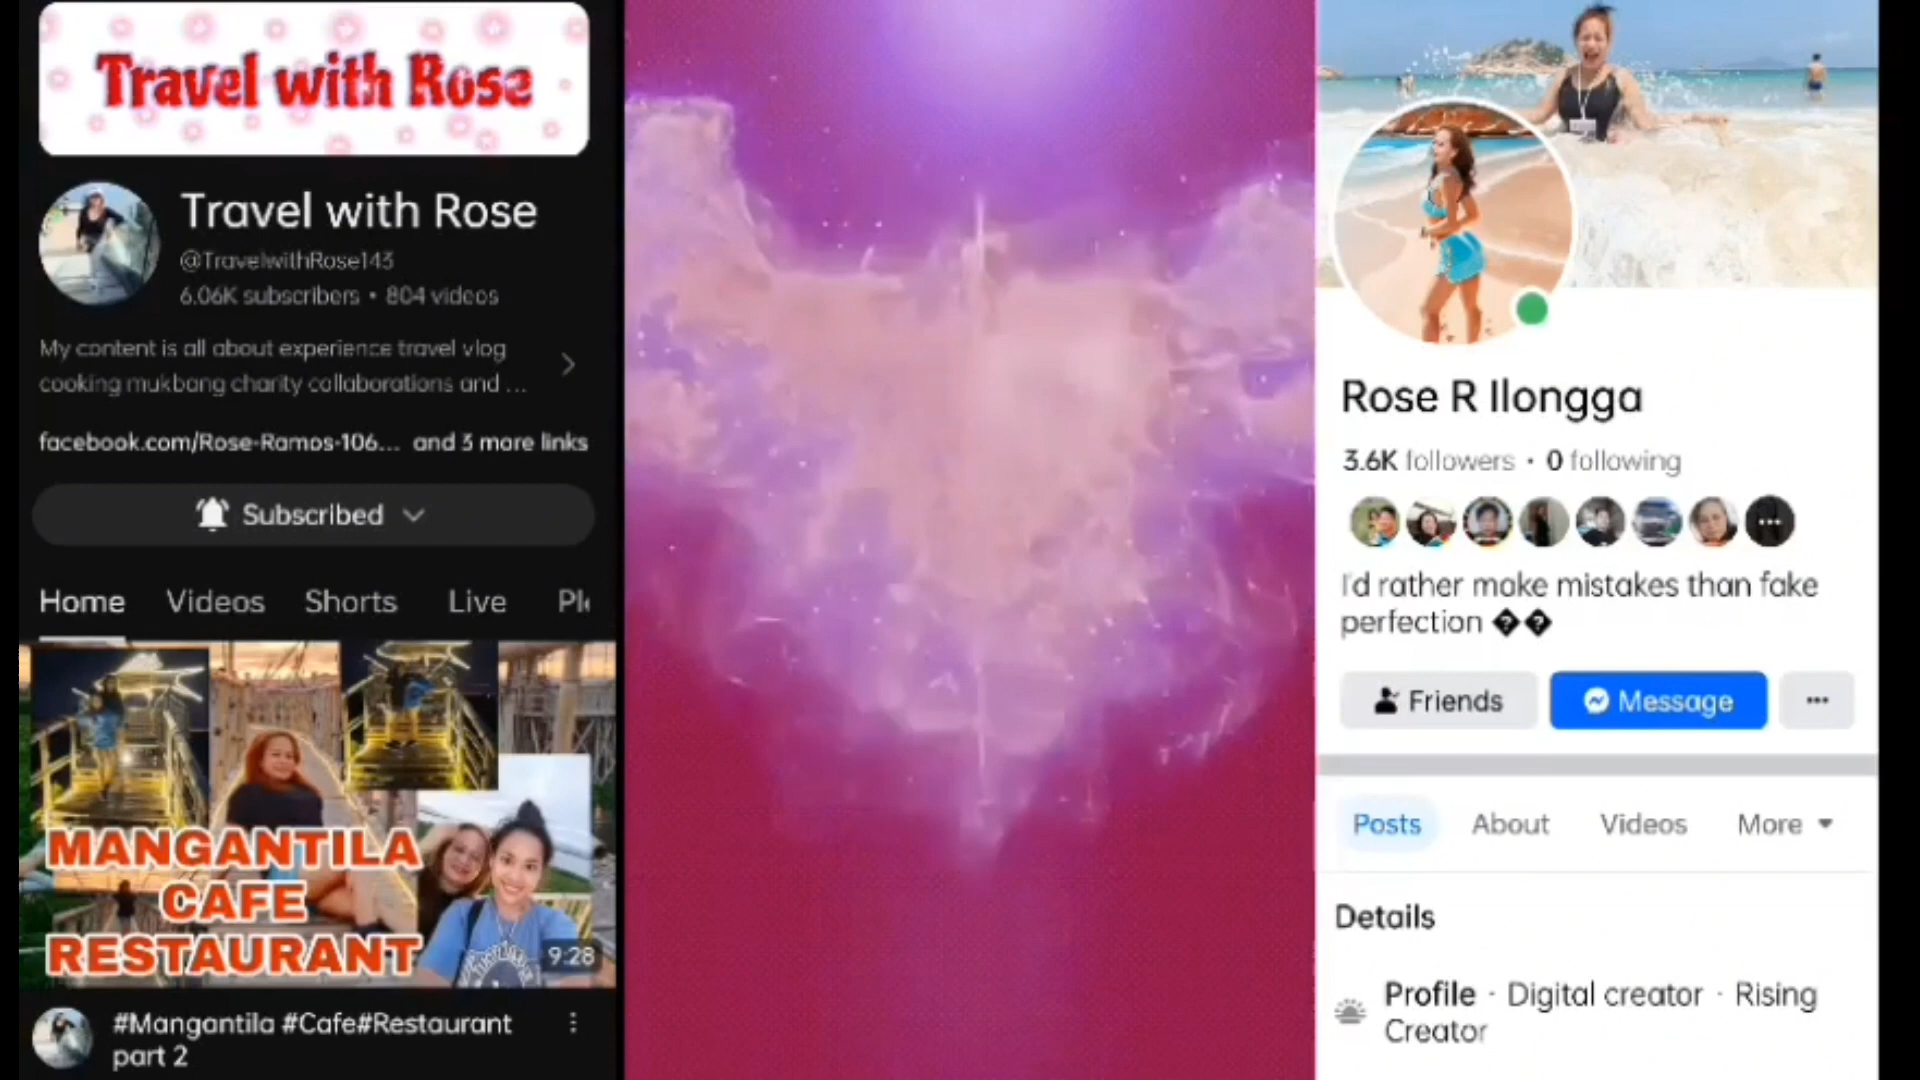 Travel with Rose
Travel with Rose
@TravelwithRose143
6.06K subscribers • 804 videos
My content is all about experience travel vlog
cooking mukbang charity collaborations and ...
facebook.com/Rose-Ramos-106... and 3 more links
Subscribed
Home Videos Shorts Live Pl
MANGANTILA
CAFE
RESTAURANT
9:28
#Mangantila #Cafe#Restaurant
part 2
Rose R Ilongga
3.6K followers • 0 following
I'd rather make mistakes than fake
perfection ��
Friends
Message
Posts About Videos More
Details
Profile · Digital creator · Rising
Creator